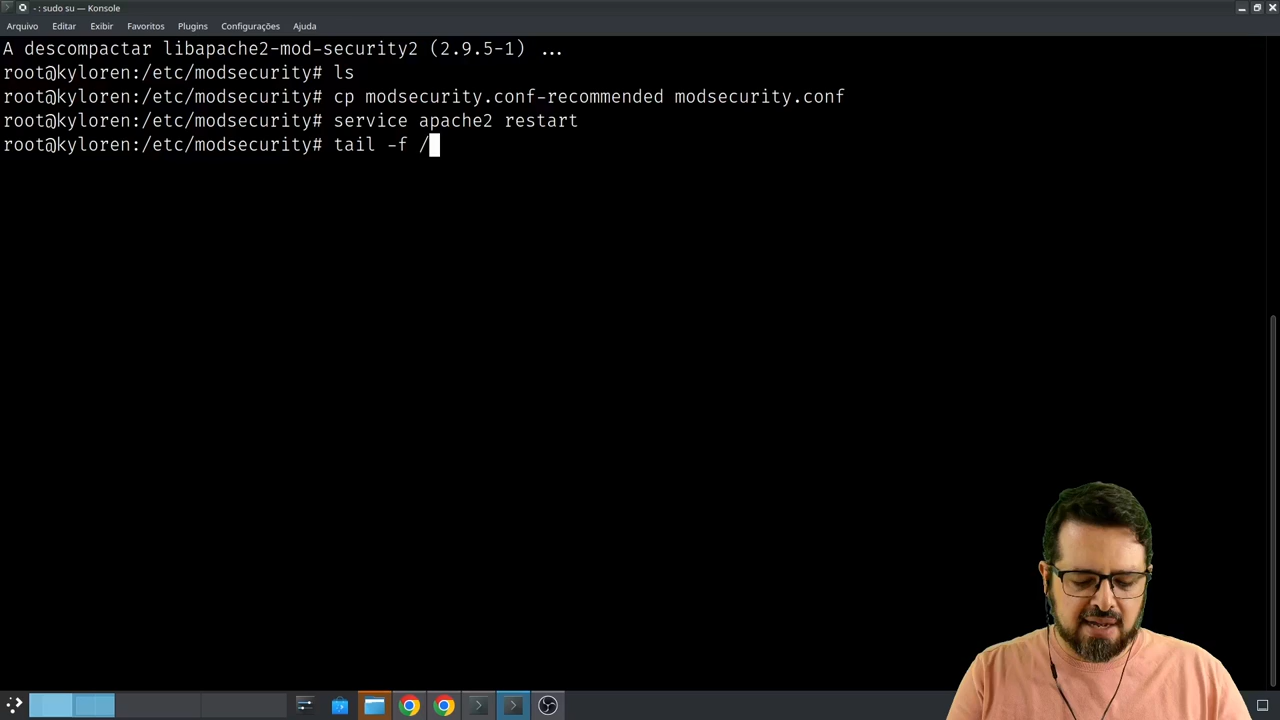 - : sudo su — Konsole
Arquivo Editar Exibir Favoritos Plugins Configurações Ajuda
A descompactar libapache2-mod-security2 (2.9.5-1) ...
root@kyloren:/etc/modsecurity# ls
root@kyloren:/etc/modsecurity# cp modsecurity.conf-recommended modsecurity.conf
root@kyloren:/etc/modsecurity# service apache2 restart
root@kyloren:/etc/modsecurity# tail -f /